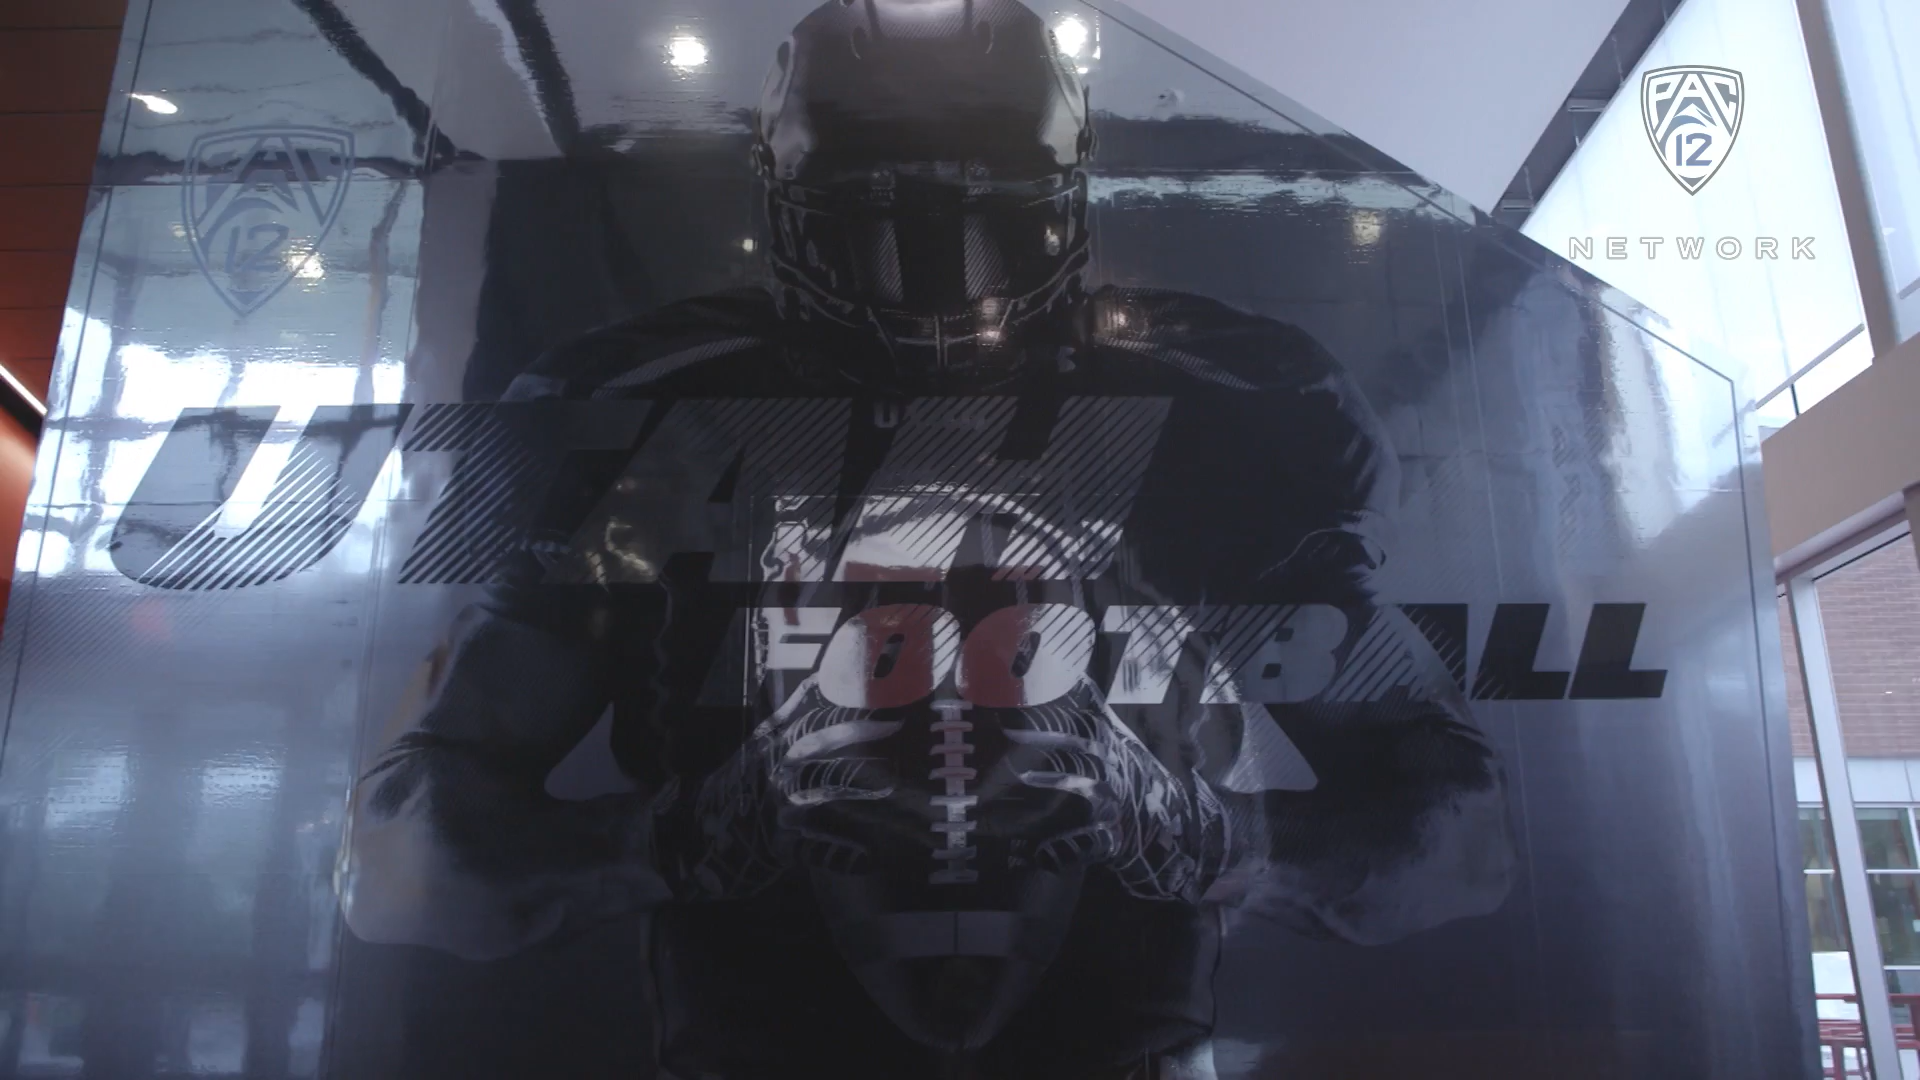 PAC
12
NETWORK
PAC
12
U
UTAH
FOOTBALL